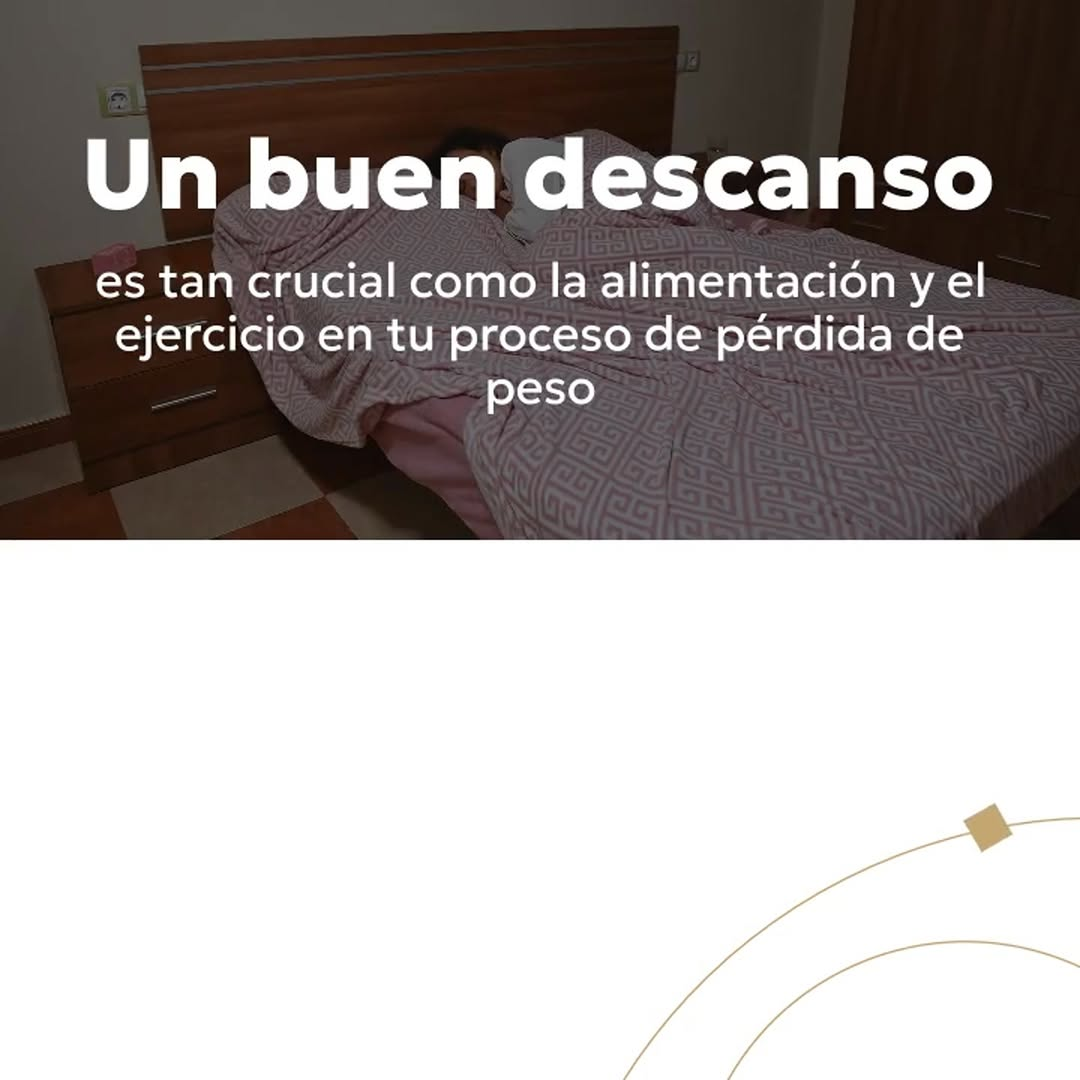 Un buen descanso
es tan crucial como la alimentación y el
ejercicio en tu proceso de pérdida de
peso